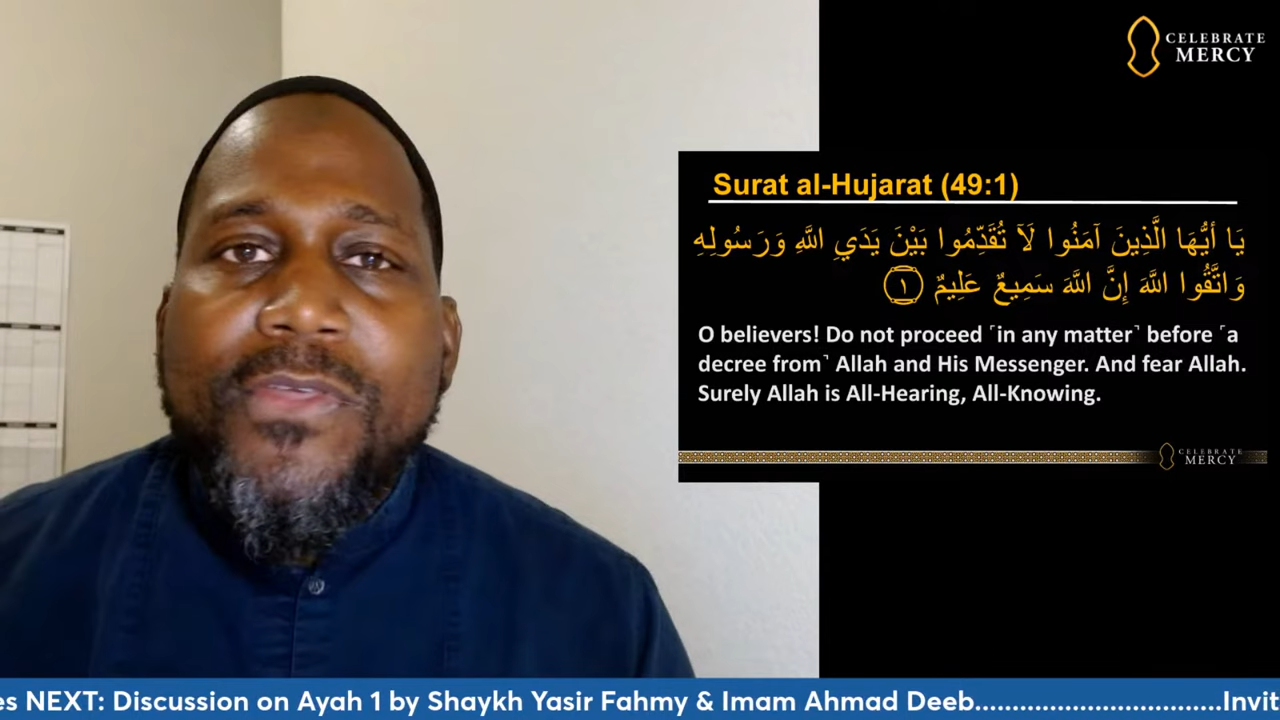 CELEBRATE
MERCY
Surat al-Hujarat (49:1)
يَا أَيُّهَا الَّذِينَ آمَنُوا لَا تُقَدِّمُوا بَيْنَ يَدَيِ اللَّهِ وَرَسُولِهِ
وَاتَّقُوا اللَّهَ إِنَّ اللَّهَ سَمِيعٌ عَلِيمٌ ١
O believers! Do not proceed ˹in any matter˺ before ˹a
decree from˺ Allah and His Messenger. And fear Allah.
Surely Allah is All-Hearing, All-Knowing.
CELEBRATE
MERCY
es NEXT: Discussion on Ayah 1 by Shaykh Yasir Fahmy & Imam Ahmad Deeb..................................Invit